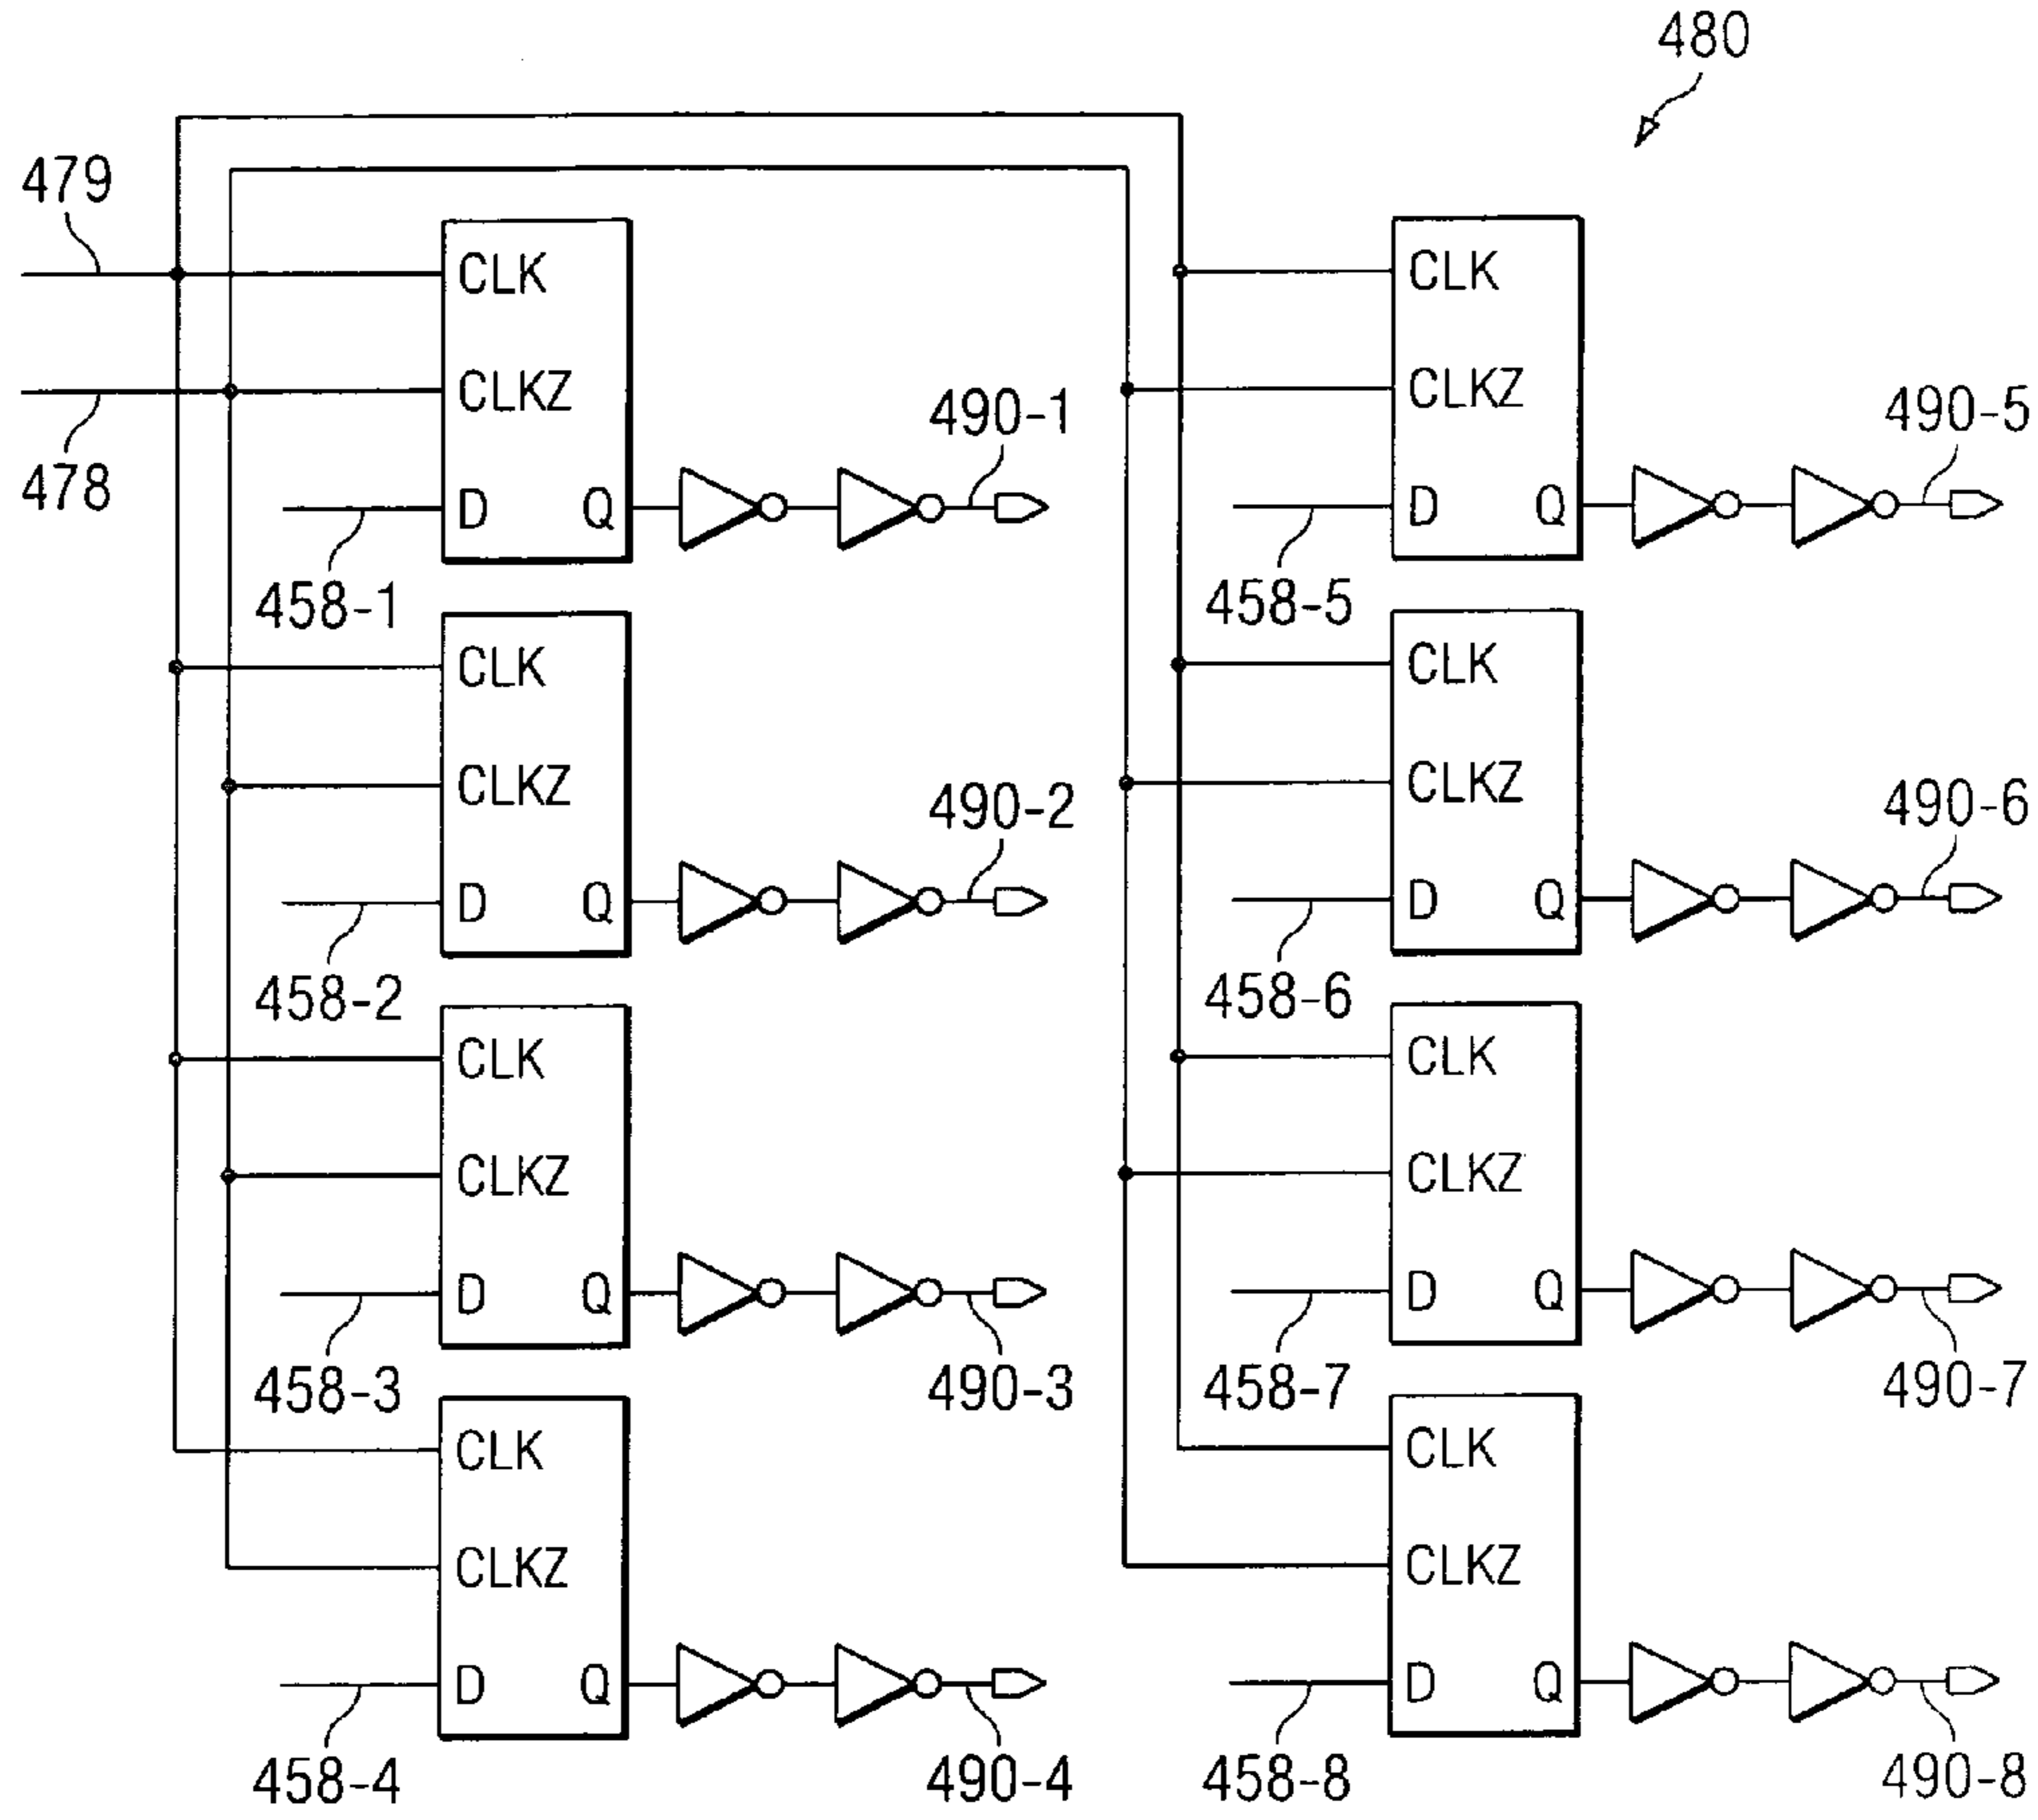 480
479
CLK
CLK
478
CLKZ
CLKZ
490-1
490-5
D Q
D Q
458-1
458-5
CLK
CLK
CLKZ
CLKZ
490-2
490-6
D Q
D Q
458-2
458-6
CLK
CLK
CLKZ
CLKZ
D Q
D Q
458-3
490-3
458-7
490-7
CLK
CLK
CLKZ
CLKZ
D Q
D Q
458-4
490-4
458-8
490-8